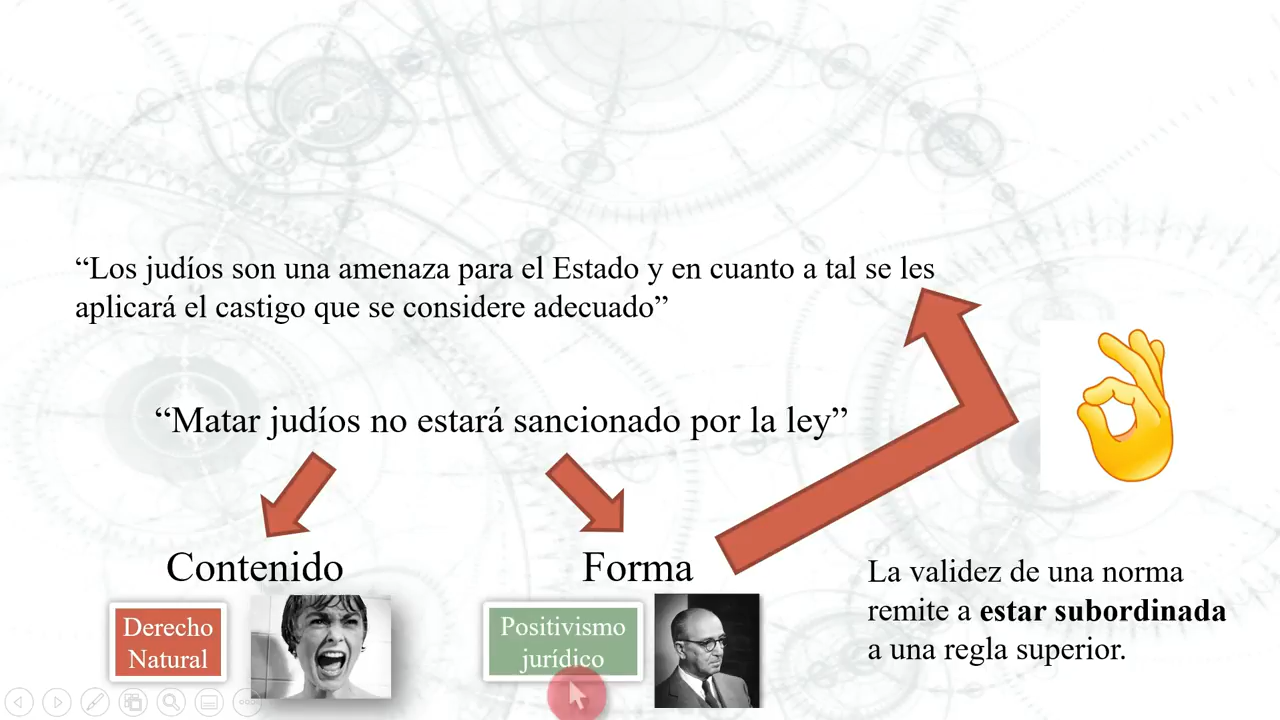 “Los judíos son una amenaza para el Estado y en cuanto a tal se les
aplicará el castigo que se considere adecuado”
“Matar judíos no estará sancionado por la ley”
Contenido
Forma
Derecho
Natural
Positivismo
jurídico
La validez de una norma
remite a estar subordinada
a una regla superior.